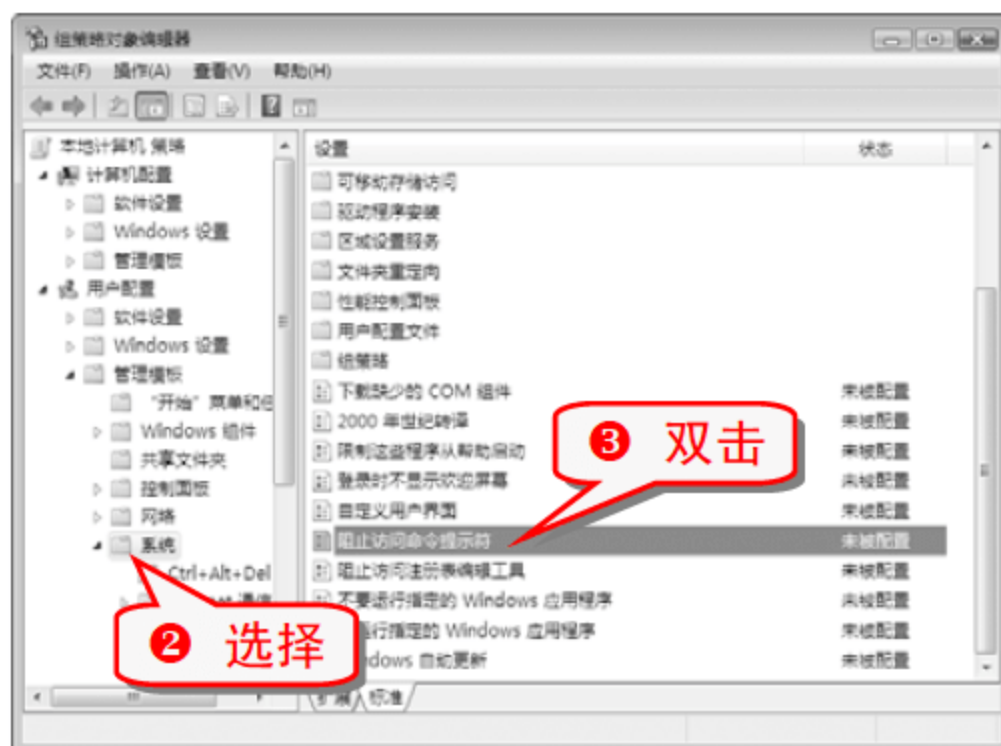 组策略对象编辑器
文件(F) 操作(A) 查看(V) 帮助(H)
本地计算机 策略
计算机配置
软件设置
Windows 设置
管理模板
用户配置
软件设置
Windows 设置
管理模板
“开始”菜单和任
Windows 组件
共享文件夹
控制面板
网络
系统
Ctrl+Alt+Del
❷ 选择
设置 状态
可移动存储访问
驱动程序安装
区域设置服务
文件夹重定向
性能控制面板
用户配置文件
组策略
下载缺少的 COM 组件 未被配置
2000 年世纪转译 未被配置
限制这些程序从帮助启动 未被配置
登录时不显示欢迎屏幕 未被配置
自定义用户界面 未被配置
阻止访问命令提示符 未被配置
阻止访问注册表编辑工具 未被配置
不要运行指定的 Windows 应用程序 未被配置
运行指定的 Windows 应用程序 未被配置
dows 自动更新 未被配置
❸ 双击
扩展 标准